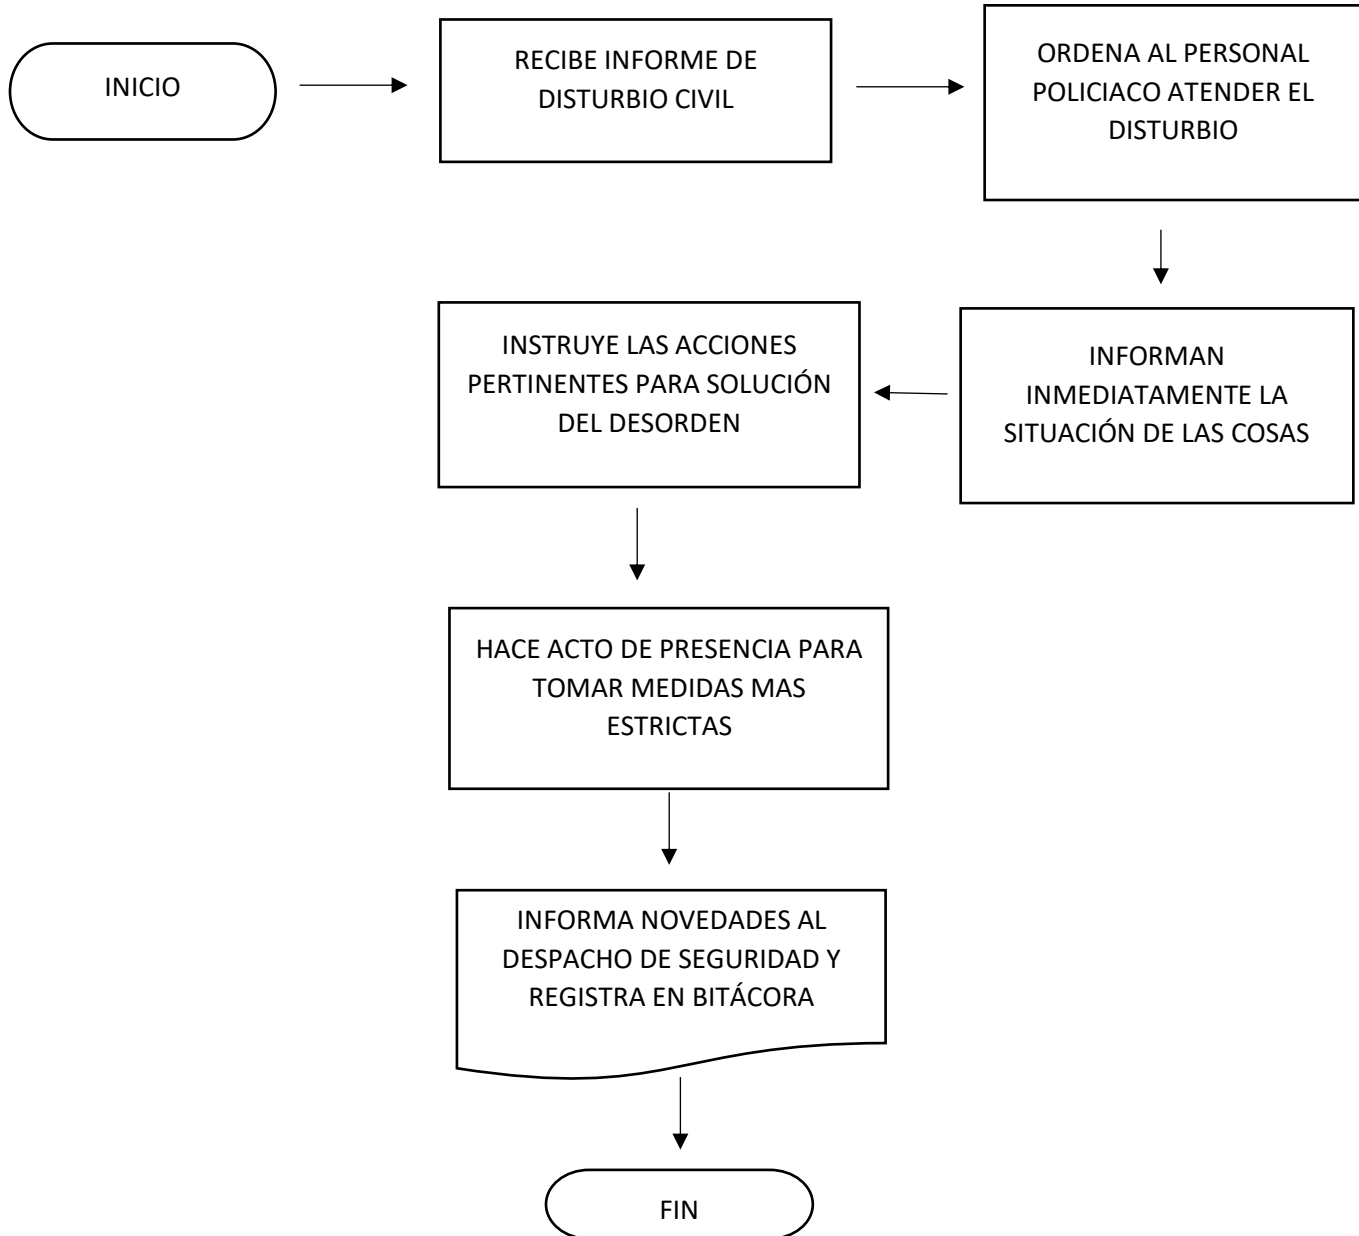 INICIO
RECIBE INFORME DE
DISTURBIO CIVIL
ORDENA AL PERSONAL
POLICIACO ATENDER EL
DISTURBIO
INFORMAN
INMEDIATAMENTE LA
SITUACIÓN DE LAS COSAS
INSTRUYE LAS ACCIONES
PERTINENTES PARA SOLUCIÓN
DEL DESORDEN
HACE ACTO DE PRESENCIA PARA
TOMAR MEDIDAS MAS
ESTRICTAS
INFORMA NOVEDADES AL
DESPACHO DE SEGURIDAD Y
REGISTRA EN BITÁCORA
FIN